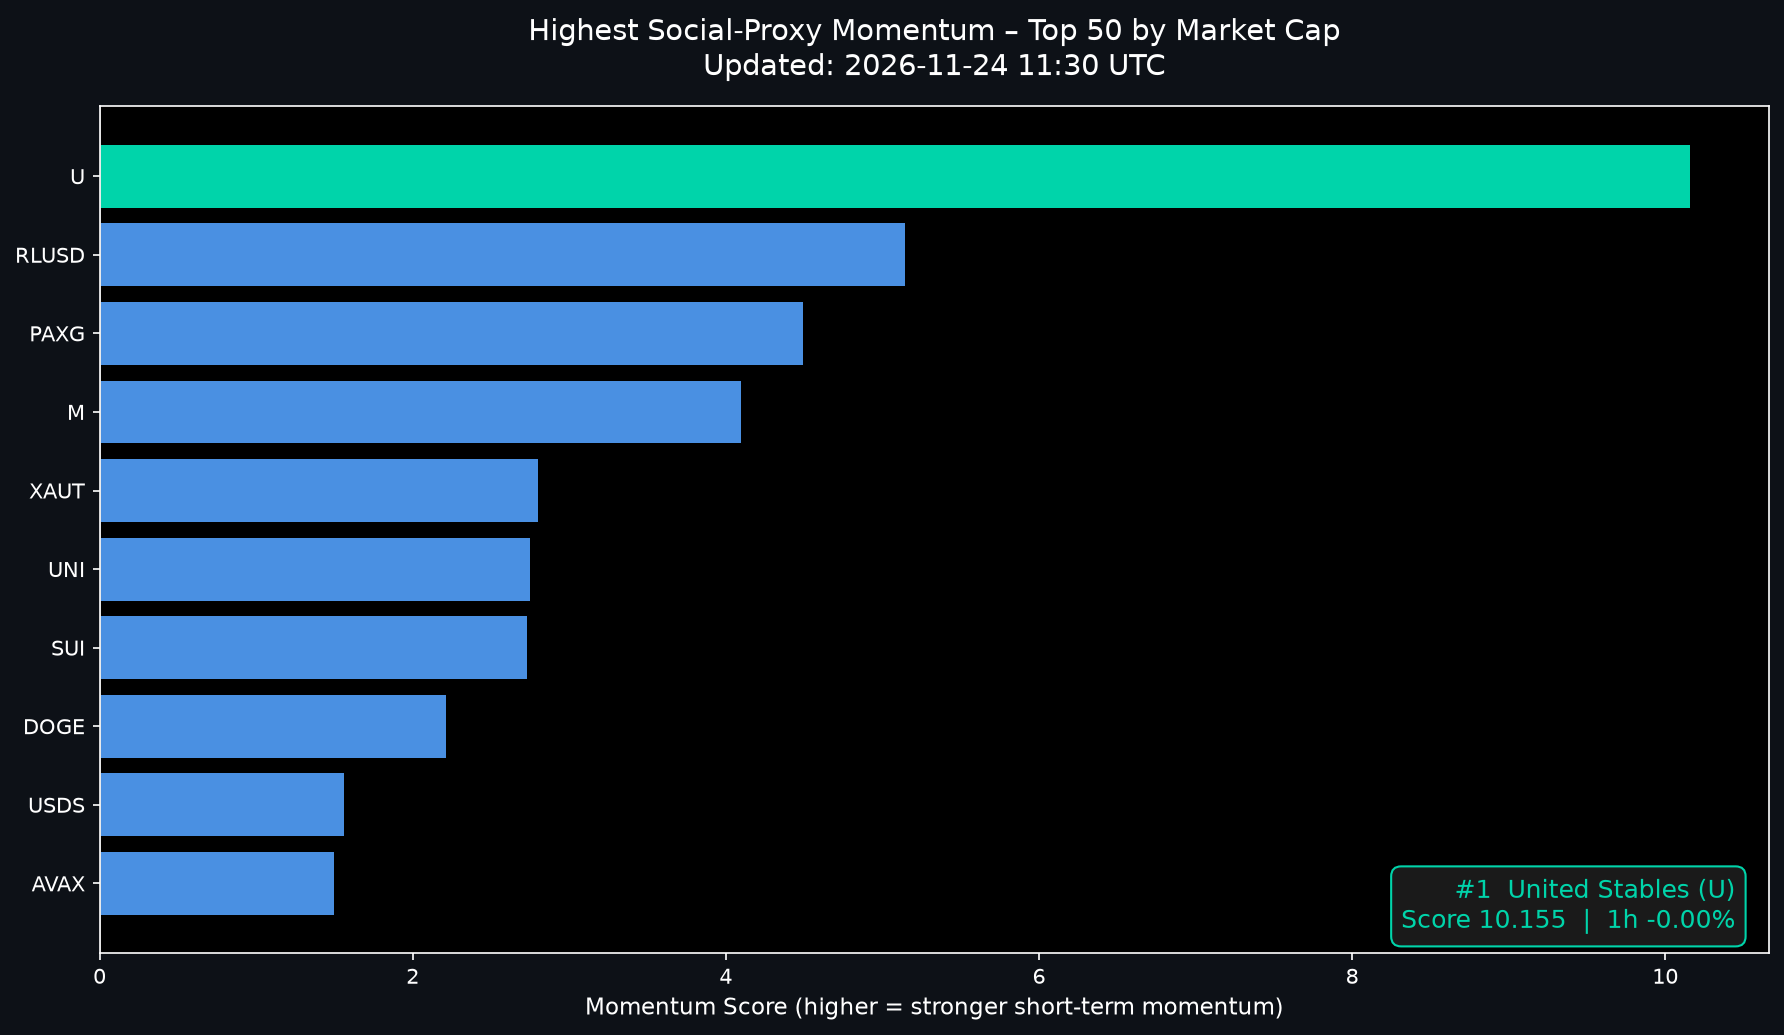 Highest Social-Proxy Momentum – Top 50 by Market Cap
Updated: 2026-11-24 11:30 UTC
U
RLUSD
PAXG
M
XAUT
UNI
SUI
DOGE
USDS
AVAX
#1  United Stables (U)
Score 10.155  |  1h -0.00%
0 2 4 6 8 10
Momentum Score (higher = stronger short-term momentum)